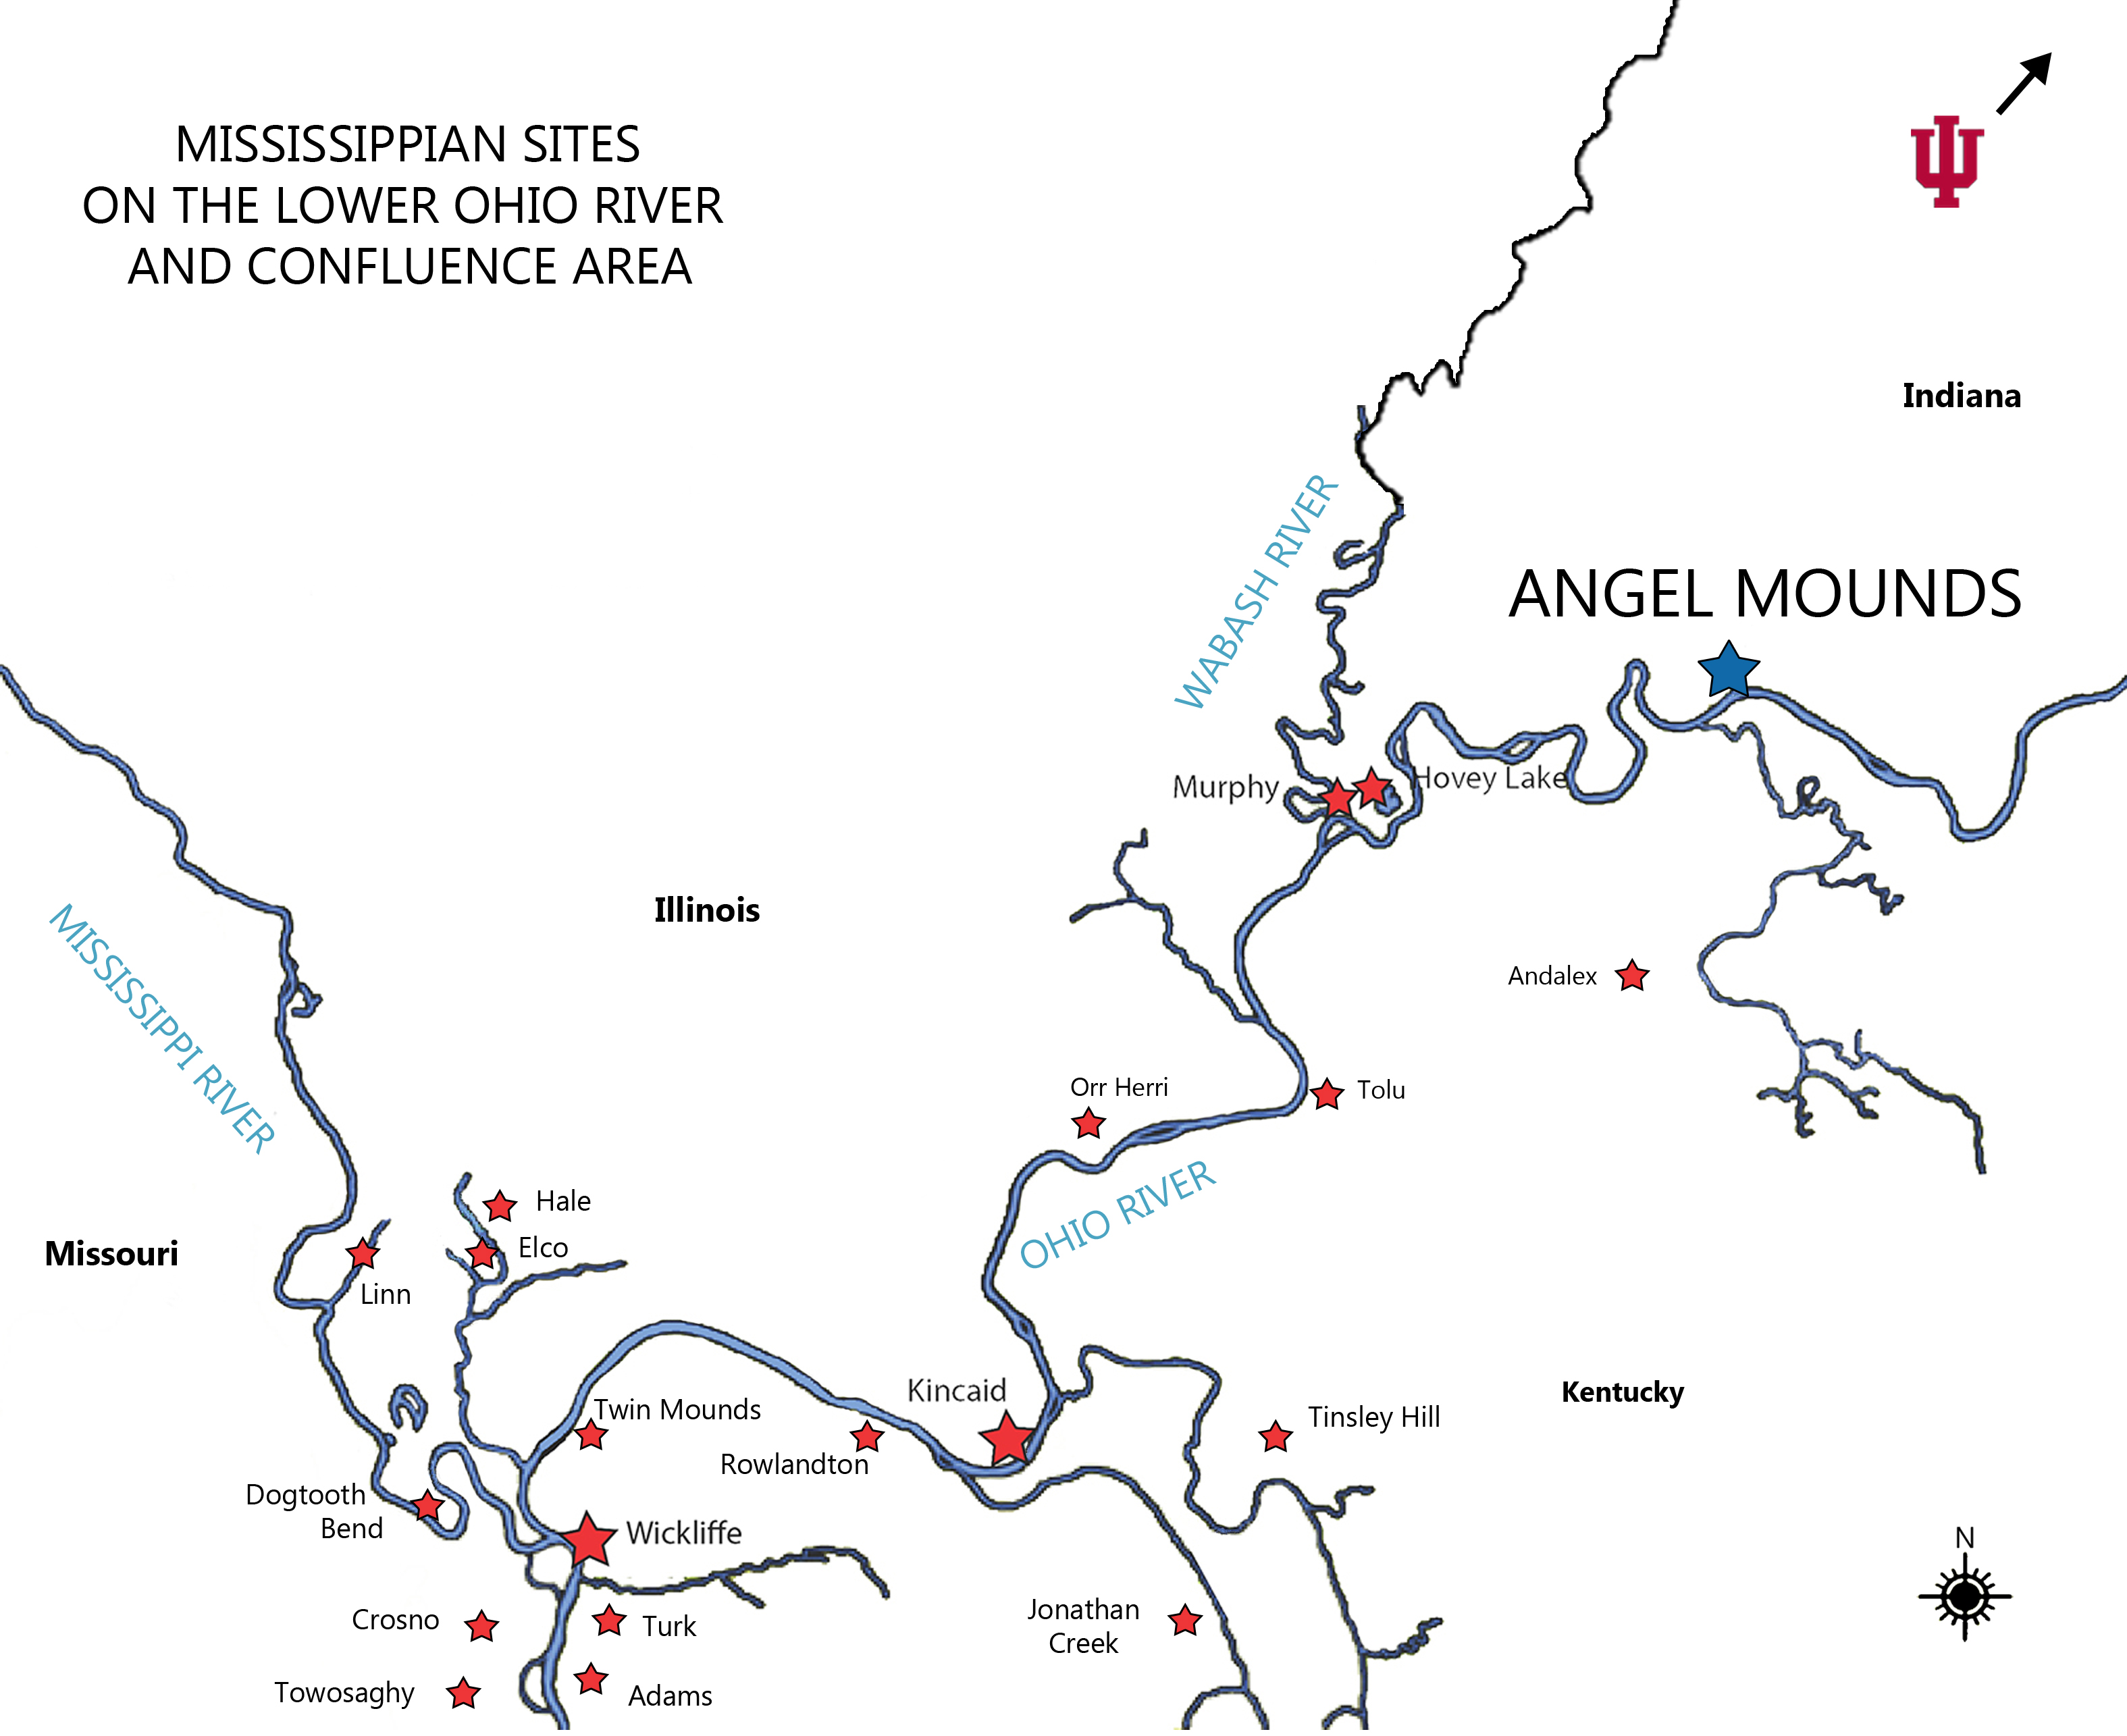 MISSISSIPPIAN SITES
ON THE LOWER OHIO RIVER
AND CONFLUENCE AREA
Indiana
WABASH RIVER
ANGEL MOUNDS
Murphy
Hovey Lake
Illinois
MISSISSIPPI RIVER
Andalex
Orr Herri
Tolu
OHIO RIVER
Hale
Elco
Missouri
Linn
Kincaid
Kentucky
Twin Mounds
Tinsley Hill
Rowlandton
Dogtooth
Bend
Wickliffe
N
Crosno
Turk
Jonathan
Creek
Towosaghy
Adams